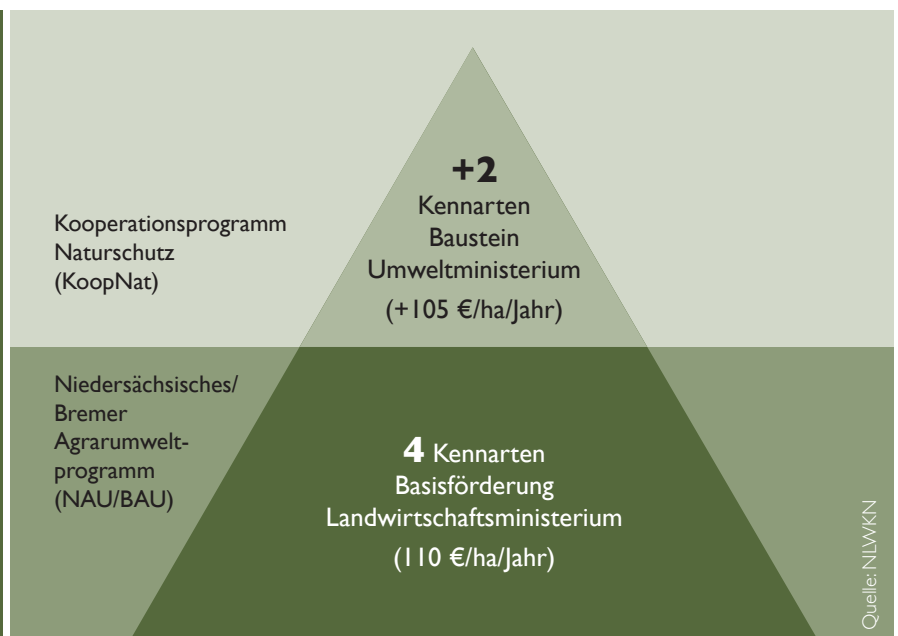 +2
Kennarten
Baustein
Umweltministerium
(+105 €/ha/Jahr)
Kooperationsprogramm
Naturschutz
(KoopNat)
Niedersächsisches/
Bremer
Agrarumwelt-
programm
(NAU/BAU)
4 Kennarten
Basisförderung
Landwirtschaftsministerium
(110 €/ha/Jahr)
Quelle: NLWKN